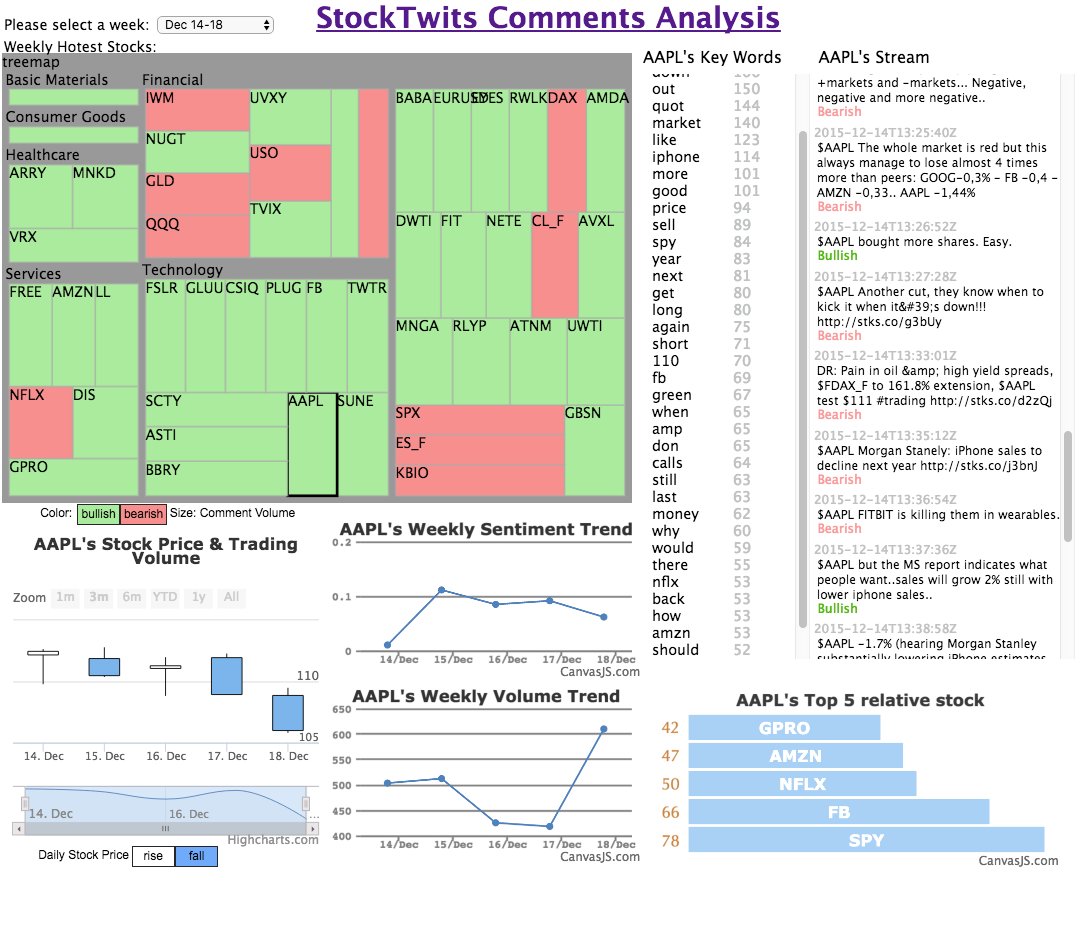 StockTwits Comments Analysis
Please select a week: Dec 14-18
Weekly Hotest Stocks:
treemap
Basic Materials
Consumer Goods
Healthcare
ARRY MNKD
VRX
Services
FREE AMZN LL
NFLX DIS
GPRO
Financial
IWM UVXY
NUGT
USO
GLD
TVIX
QQQ
Technology
FSLR GLUU CSIQ PLUG FB TWTR
SCTY AAPL SUNE
ASTI
BBRY
BABA EURUSD EYES RWLK DAX AMDA
DWTI FIT NETE CL_F AVXL
MNGA RLYP ATNM UWTI
SPX GBSN
ES_F
KBIO
Color: bullish bearish Size: Comment Volume
AAPL's Key Words
down
out 150
quot 144
market 140
like 123
iphone 114
more 101
good 101
price 94
sell 89
spy 84
year 83
next 81
get 80
long 80
again 75
short 71
110 70
fb 69
green 67
when 65
amp 65
don 65
calls 64
still 63
last 63
money 62
why 60
would 59
there 55
nflx 53
back 53
how 53
amzn 53
should 52
AAPL's Stream
+markets and -markets... Negative,
negative and more negative..
Bearish
2015-12-14T13:25:40Z
$AAPL The whole market is red but this
always manage to lose almost 4 times
more than peers: GOOG-0,3% - FB -0,4 -
AMZN -0,33.. AAPL -1,44%
Bearish
2015-12-14T13:26:52Z
$AAPL bought more shares. Easy.
Bullish
2015-12-14T13:27:28Z
$AAPL Another cut, they know when to
kick it when it&#39;s down!!!
http://stks.co/g3bUy
Bearish
2015-12-14T13:33:01Z
DR: Pain in oil &amp; high yield spreads,
$FDAX_F to 161.8% extension, $AAPL
test $111 #trading http://stks.co/d2zQj
Bearish
2015-12-14T13:35:12Z
$AAPL Morgan Stanely: iPhone sales to
decline next year http://stks.co/j3bnJ
Bearish
2015-12-14T13:36:54Z
$AAPL FITBIT is killing them in wearables.
Bearish
2015-12-14T13:37:36Z
$AAPL but the MS report indicates what
people want..sales will grow 2% still with
lower iphone sales..
Bullish
2015-12-14T13:38:58Z
$AAPL -1.7% (hearing Morgan Stanley
substantially lowering iPhone estimates
AAPL's Stock Price & Trading
Volume
Zoom 1m 3m 6m YTD 1y All
110
105
14. Dec 15. Dec 16. Dec 17. Dec 18. Dec
14. Dec 16. Dec ...
Highcharts.com
Daily Stock Price rise fall
AAPL's Weekly Sentiment Trend
0.2
0.1
0
14/Dec 15/Dec 16/Dec 17/Dec 18/Dec
CanvasJS.com
AAPL's Weekly Volume Trend
650
600
550
500
450
400
14/Dec 15/Dec 16/Dec 17/Dec 18/Dec
CanvasJS.com
AAPL's Top 5 relative stock
42 GPRO
47 AMZN
50 NFLX
66 FB
78 SPY
CanvasJS.com